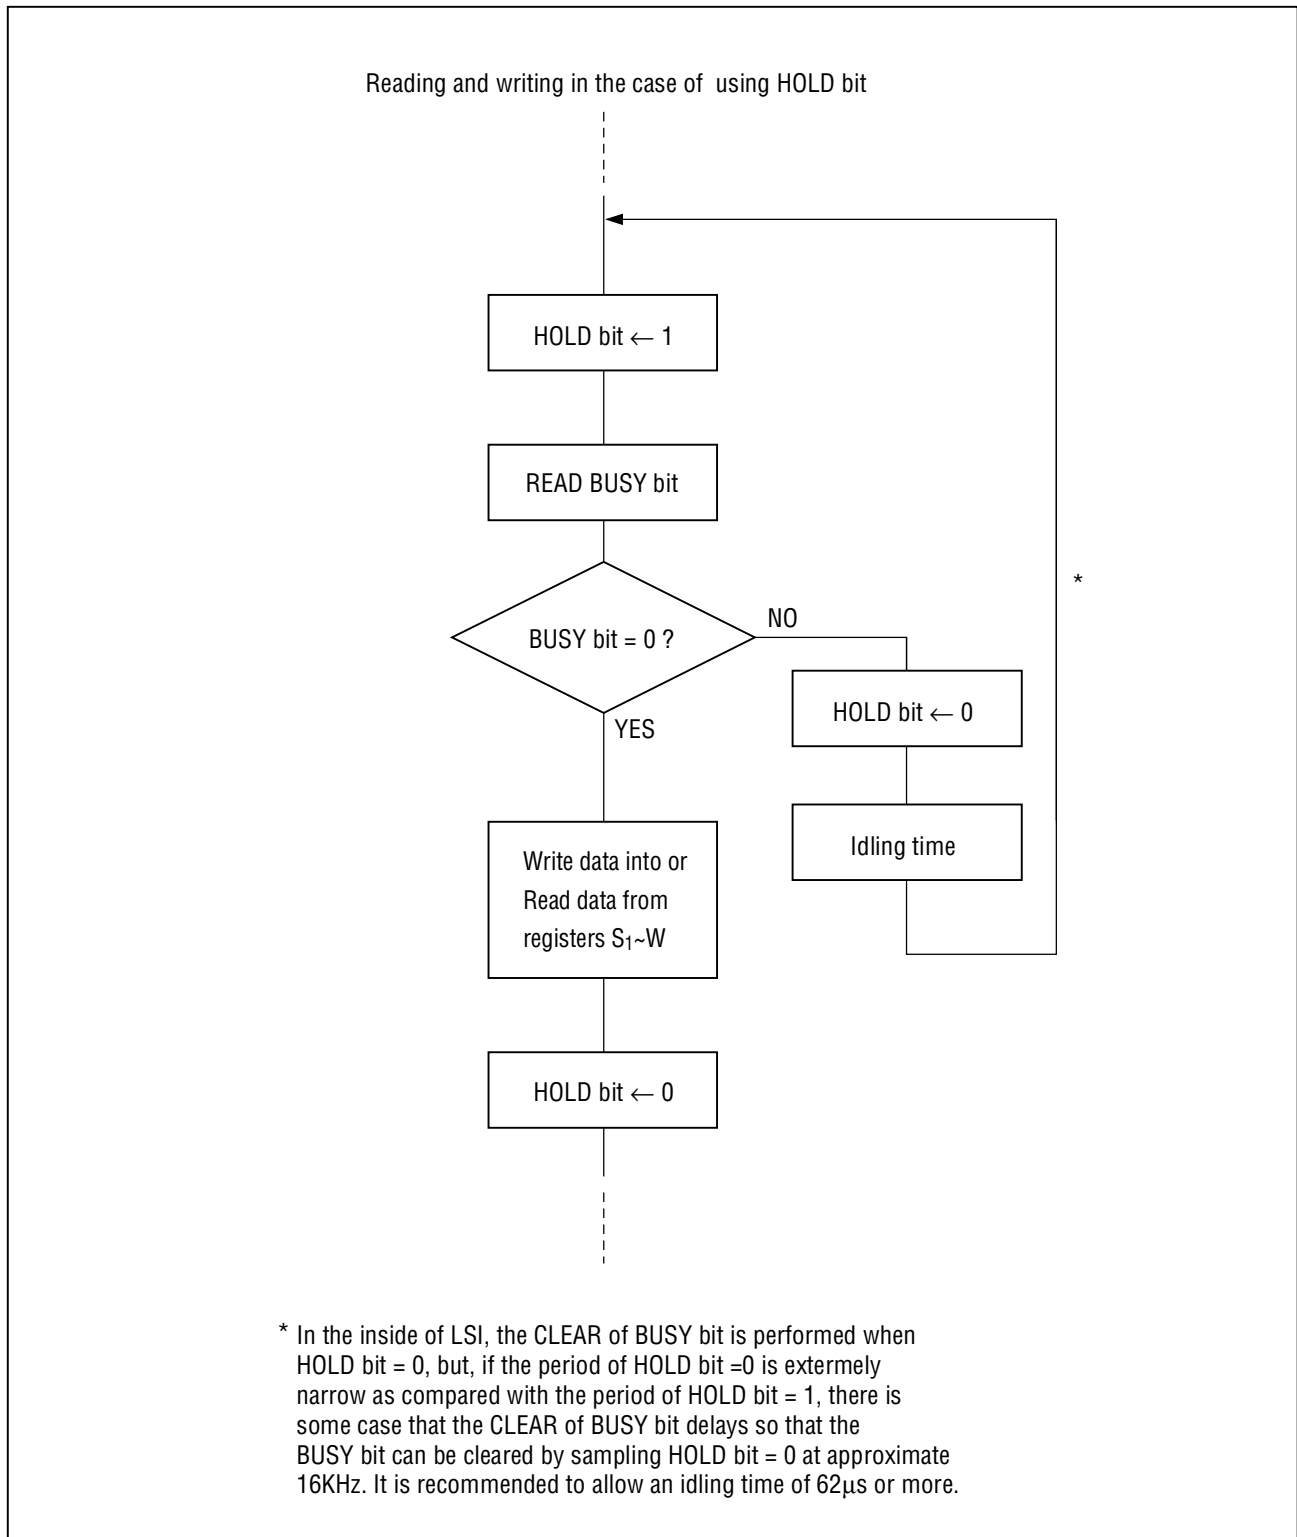 Reading and writing in the case of using HOLD bit
HOLD bit ← 1
READ BUSY bit
*
BUSY bit = 0 ?
NO
YES
HOLD bit ← 0
Idling time
Write data into or
Read data from
registers S₁~W
HOLD bit ← 0
* In the inside of LSI, the CLEAR of BUSY bit is performed when
HOLD bit = 0, but, if the period of HOLD bit =0 is extermely
narrow as compared with the period of HOLD bit = 1, there is
some case that the CLEAR of BUSY bit delays so that the
BUSY bit can be cleared by sampling HOLD bit = 0 at approximate
16KHz. It is recommended to allow an idling time of 62μs or more.